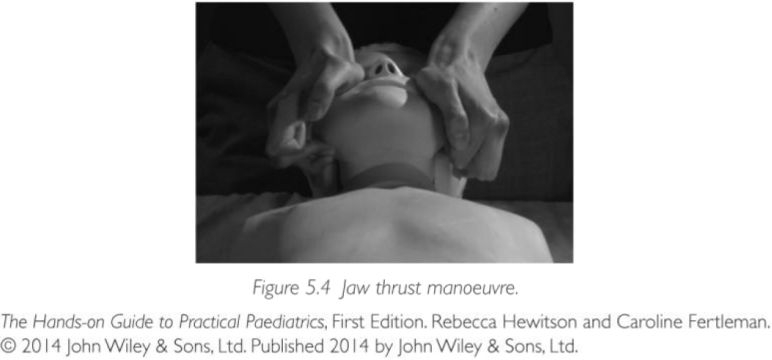 Figure 5.4 Jaw thrust manoeuvre.
The Hands-on Guide to Practical Paediatrics, First Edition. Rebecca Hewitson and Caroline Fertleman.
© 2014 John Wiley & Sons, Ltd. Published 2014 by John Wiley & Sons, Ltd.